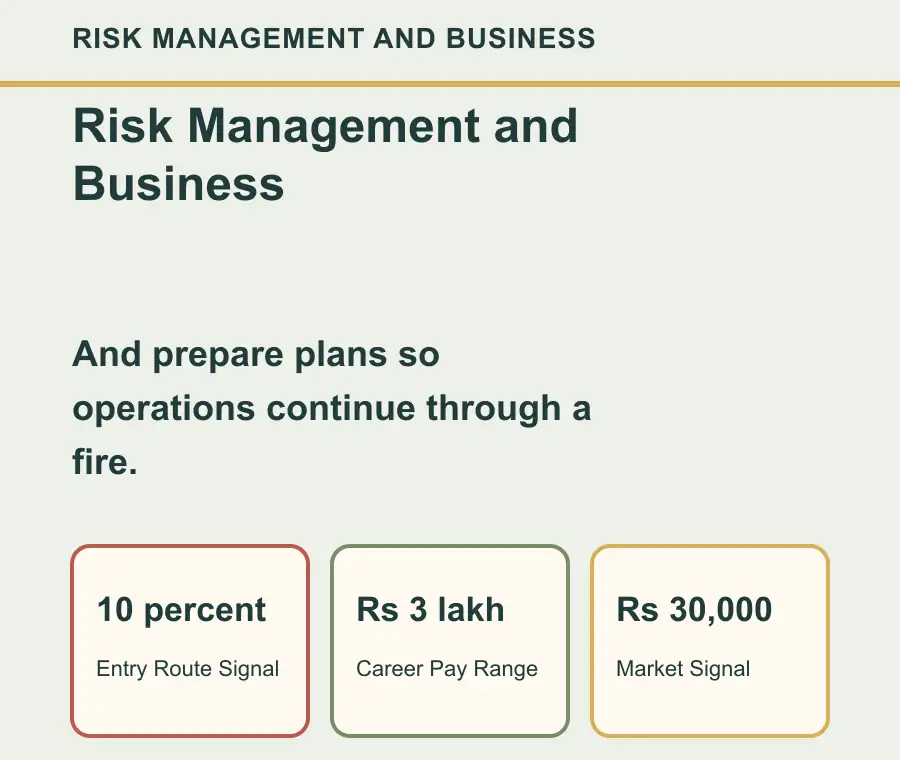 RISK MANAGEMENT AND BUSINESS
Risk Management and
Business
And prepare plans so
operations continue through a
fire.
10 percent
Entry Route Signal
Rs 3 lakh
Career Pay Range
Rs 30,000
Market Signal